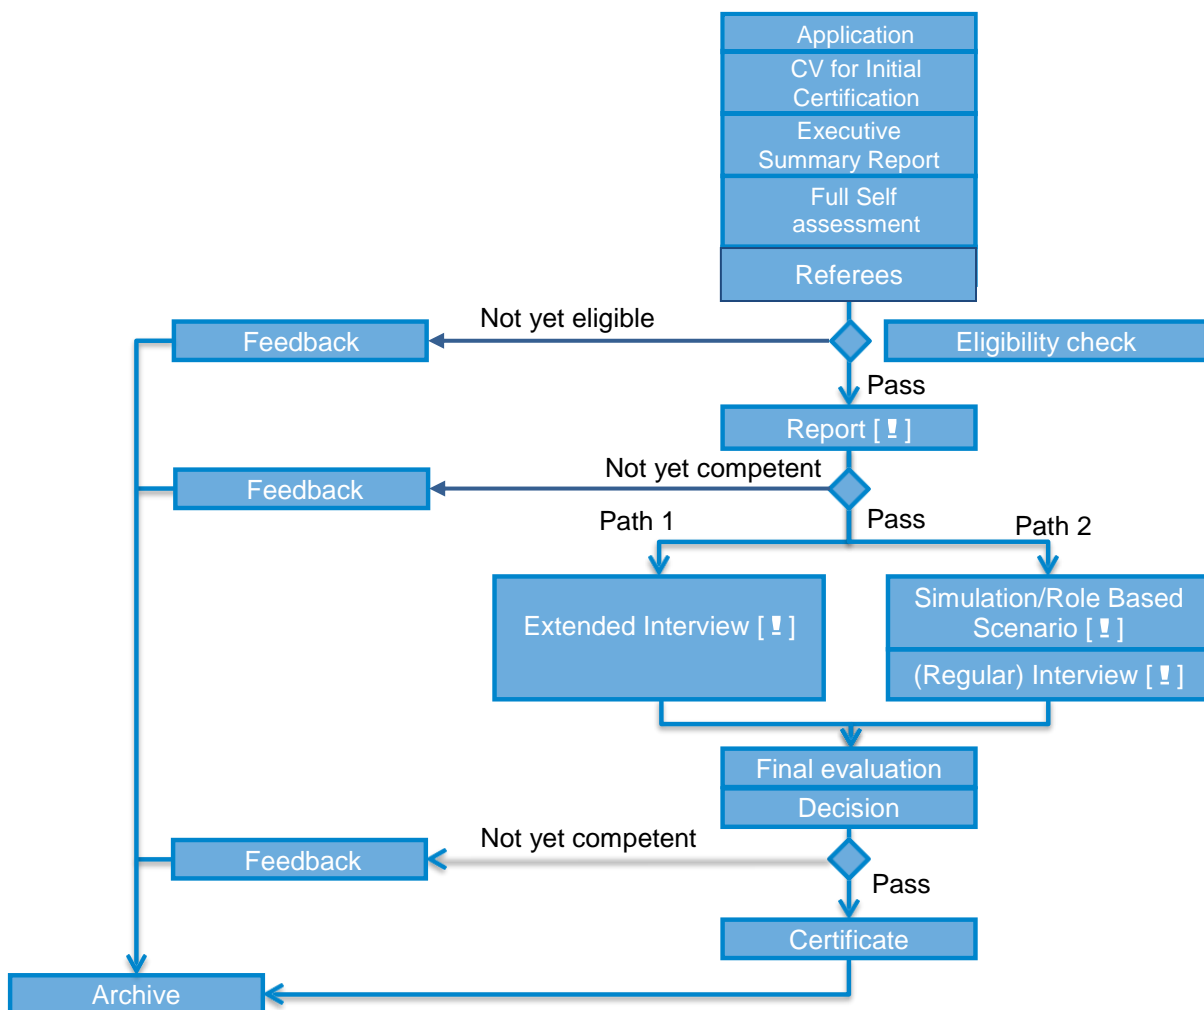 Application
CV for Initial
Certification
Executive
Summary Report
Full Self
assessment
Referees
Not yet eligible
Feedback
Eligibility check
Pass
Report [ ! ]
Not yet competent
Feedback
Path 1
Pass
Path 2
Extended Interview [ ! ]
Simulation/Role Based
Scenario [ ! ]
(Regular) Interview [ ! ]
Final evaluation
Decision
Not yet competent
Feedback
Pass
Certificate
Archive